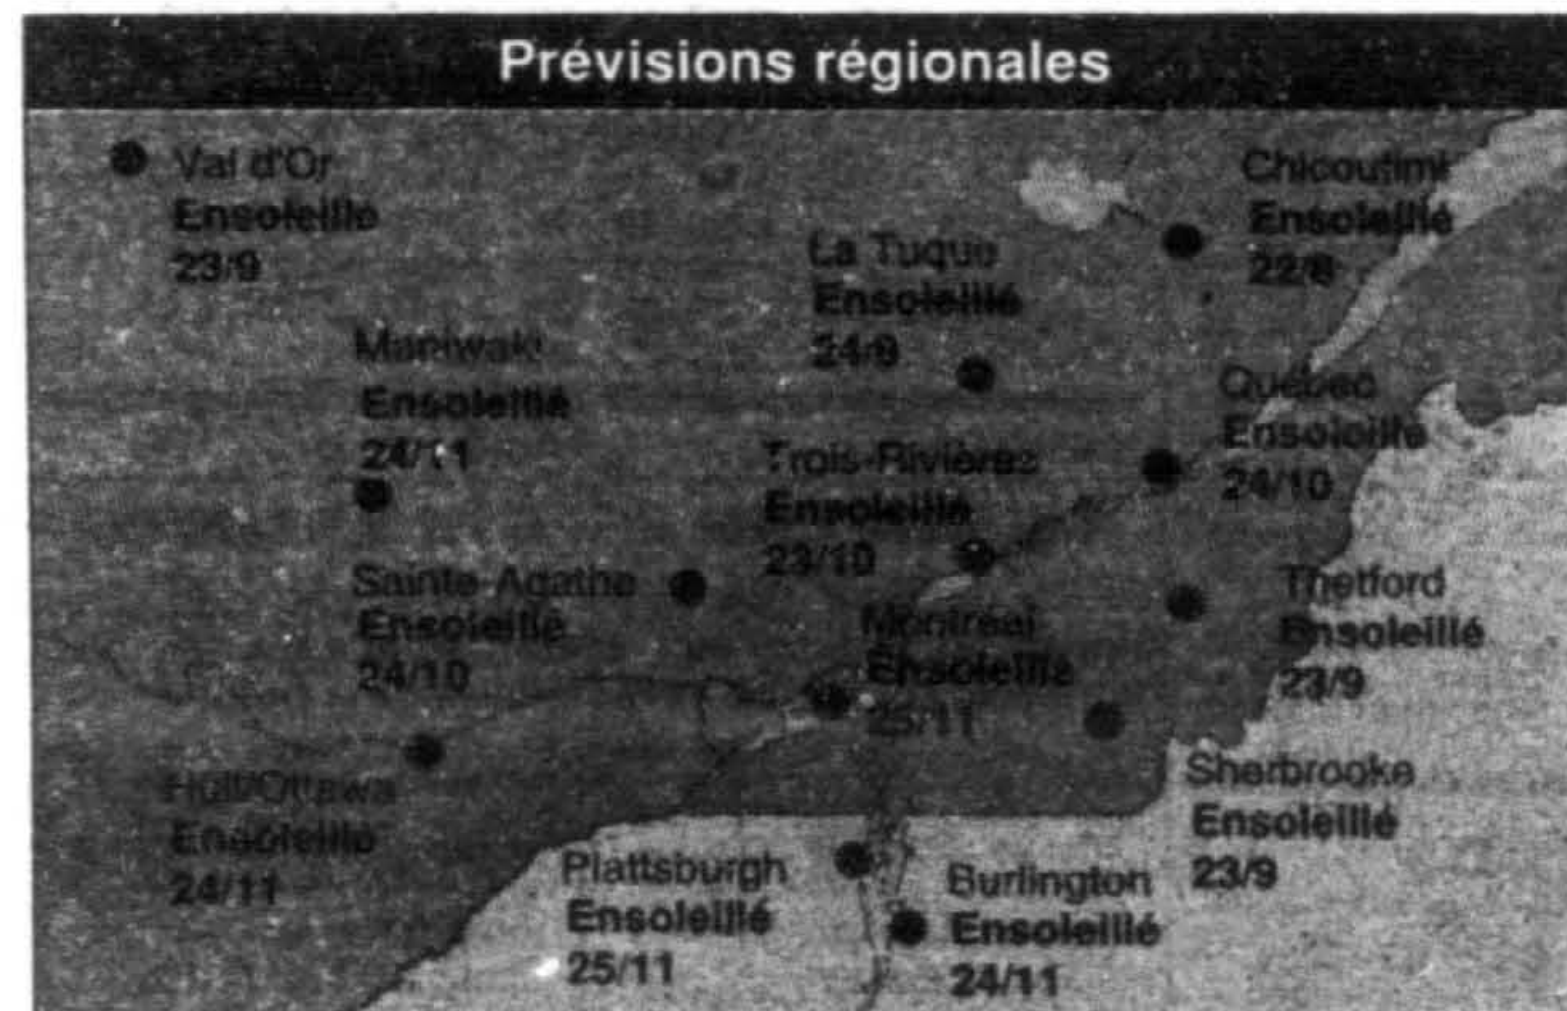 Prévisions régionales
Val d'Or
Ensoleillé
23/9
Chicoutimi
Ensoleillé
22/8
La Tuque
Ensoleillé
24/9
Maniwaki
Ensoleillé
24/11
Québec
Ensoleillé
24/10
Trois-Rivières
Ensoleillé
23/10
Sainte-Agathe
Ensoleillé
24/10
Thetford
Ensoleillé
23/9
Montréal
Ensoleillé
25/11
Hull/Ottawa
Ensoleillé
24/11
Sherbrooke
Ensoleillé
23/9
Plattsburgh
Ensoleillé
25/11
Burlington
Ensoleillé
24/11